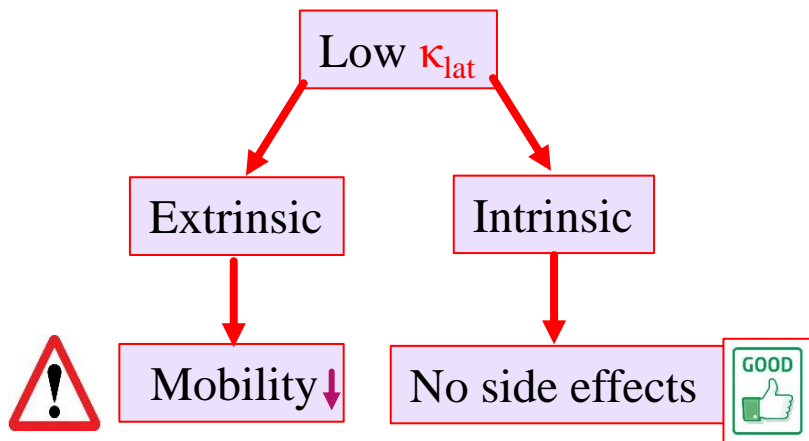 Low κlat
Extrinsic
Intrinsic
Mobility↓
No side effects
GOOD
!